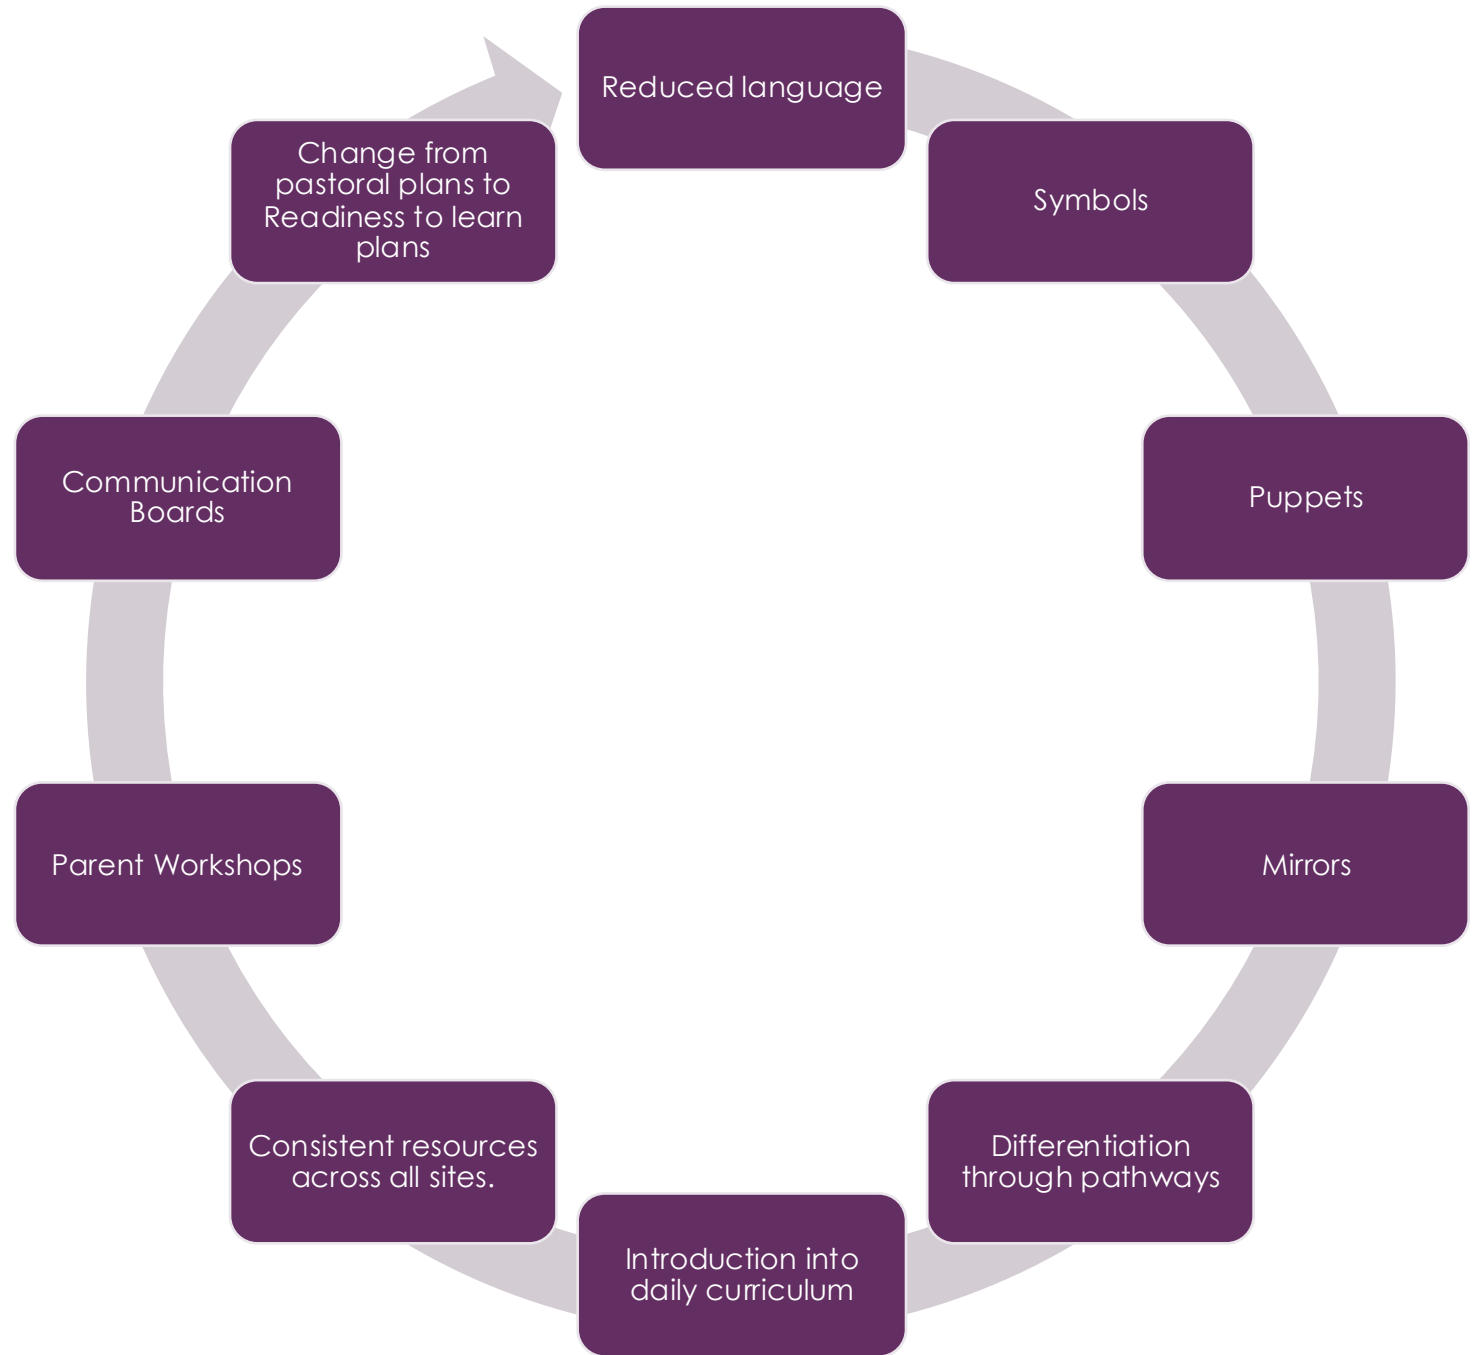 Reduced language
Symbols
Puppets
Mirrors
Differentiation
through pathways
Introduction into
daily curriculum
Consistent resources
across all sites.
Parent Workshops
Communication
Boards
Change from
pastoral plans to
Readiness to learn
plans